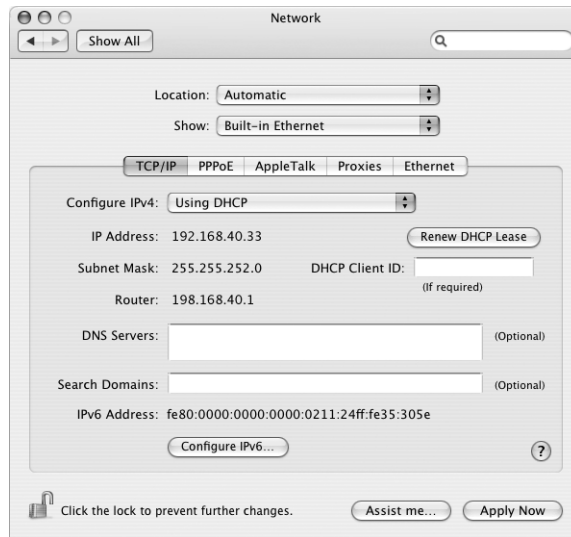 Network
Show All
Location: Automatic
Show: Built-in Ethernet
TCP/IP PPPoE AppleTalk Proxies Ethernet
Configure IPv4: Using DHCP
IP Address: 192.168.40.33 Renew DHCP Lease
Subnet Mask: 255.255.252.0 DHCP Client ID:
(If required)
Router: 198.168.40.1
DNS Servers: (Optional)
Search Domains: (Optional)
IPv6 Address: fe80:0000:0000:0000:0211:24ff:fe35:305e
Configure IPv6... ?
Click the lock to prevent further changes. Assist me... Apply Now